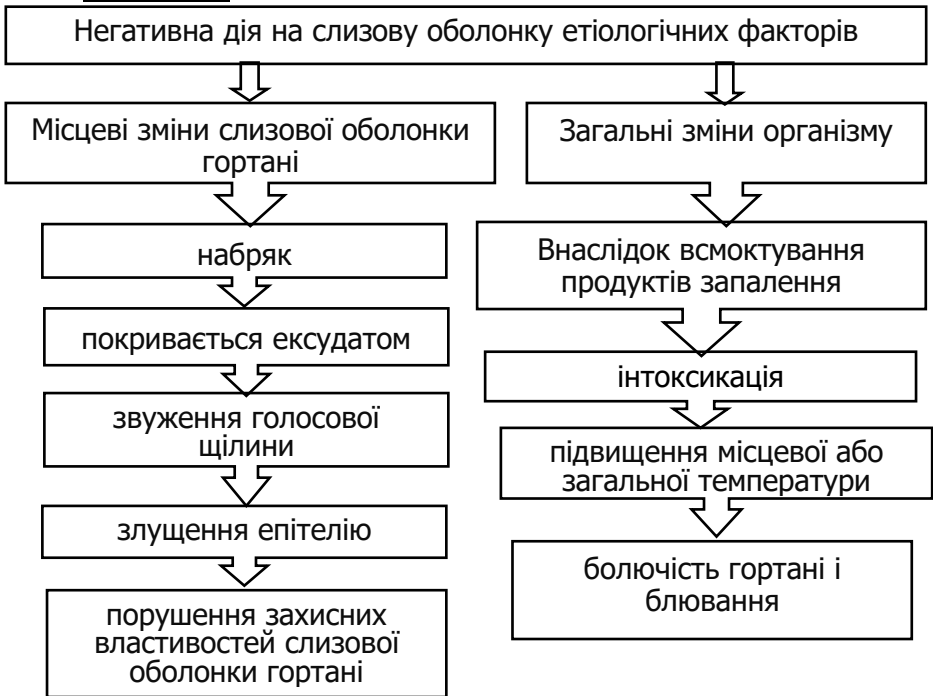 Негативна дія на слизову оболонку етіологічних факторів
Місцеві зміни слизової оболонки
гортані
Загальні зміни організму
набряк
покривається ексудатом
звуження голосової
щілини
злущення епітелію
порушення захисних
властивостей слизової
оболонки гортані
Внаслідок всмоктування
продуктів запалення
інтоксикація
підвищення місцевої або
загальної температури
болючість гортані і
блювання